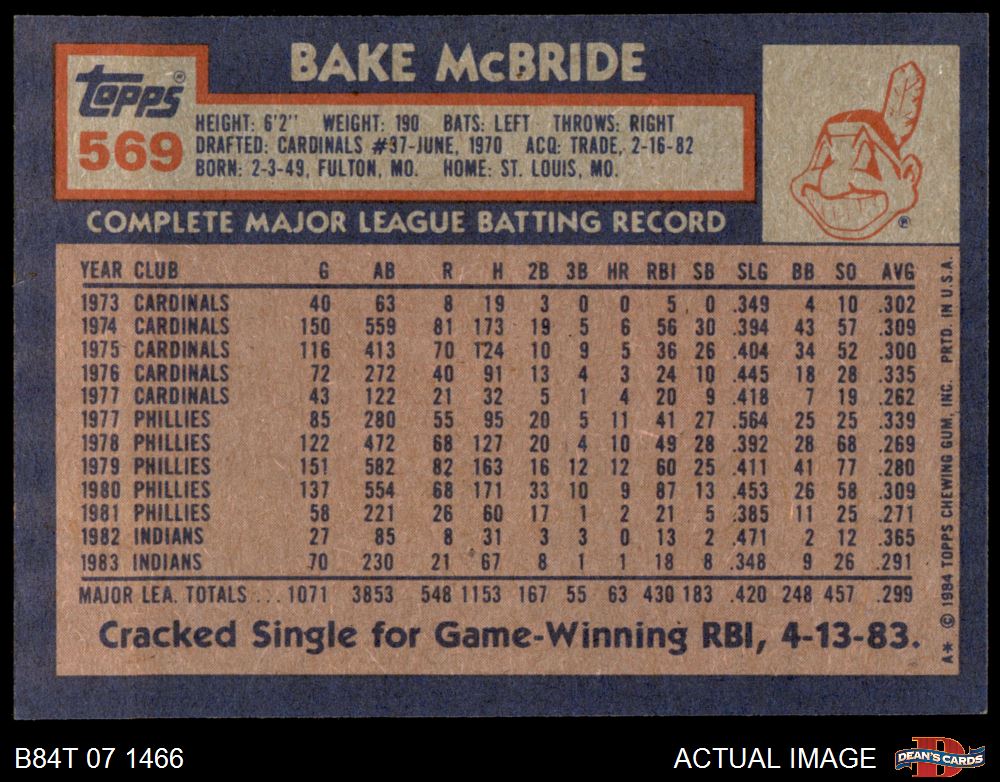 BAKE McBRIDE
TOPPS ®
569
HEIGHT: 6'2" WEIGHT: 190 BATS: LEFT THROWS: RIGHT
DRAFTED: CARDINALS #37-JUNE, 1970 ACQ: TRADE, 2-16-82
BORN: 2-3-49, FULTON, MO. HOME: ST. LOUIS, MO.
®
COMPLETE MAJOR LEAGUE BATTING RECORD
YEAR CLUB G AB R H 2B 3B HR RBI SB SLG BB SO AVG
1973 CARDINALS 40 63 8 19 3 0 0 5 0 .349 4 10 .302
1974 CARDINALS 150 559 81 173 19 5 6 56 30 .394 43 57 .309
1975 CARDINALS 116 413 70 124 10 9 5 36 26 .404 34 52 .300
1976 CARDINALS 72 272 40 91 13 4 3 24 10 .445 18 28 .335
1977 CARDINALS 43 122 21 32 5 1 4 20 9 .418 7 19 .262
1977 PHILLIES 85 280 55 95 20 5 11 41 27 .564 25 25 .339
1978 PHILLIES 122 472 68 127 20 4 10 49 28 .392 28 68 .269
1979 PHILLIES 151 582 82 163 16 12 12 60 25 .411 41 77 .280
1980 PHILLIES 137 554 68 171 33 10 9 87 13 .453 26 58 .309
1981 PHILLIES 58 221 26 60 17 1 2 21 5 .385 11 25 .271
1982 INDIANS 27 85 8 31 3 3 0 13 2 .471 2 12 .365
1983 INDIANS 70 230 21 67 8 1 1 18 8 .348 9 26 .291
MAJOR LEA. TOTALS ... 1071 3853 548 1153 167 55 63 430 183 .420 248 457 .299
Cracked Single for Game-Winning RBI, 4-13-83.
A* © 1984 TOPPS CHEWING GUM, INC. PRTD. IN U.S.A.
B84T 07 1466
ACTUAL IMAGE
D
DEAN'S CARDS